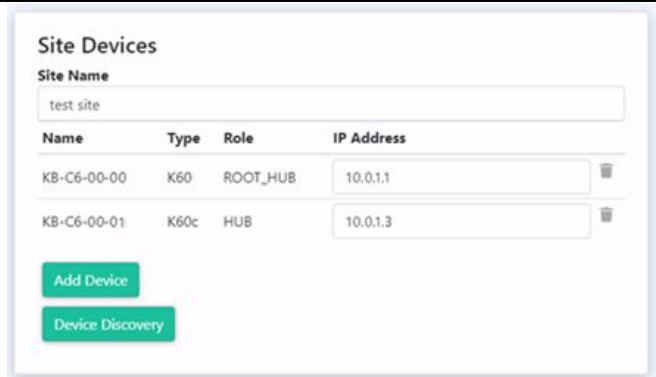 Site Devices
Site Name
test site
Name Type Role IP Address
KB-C6-00-00 K60 ROOT_HUB 10.0.1.1
KB-C6-00-01 K60c HUB 10.0.1.3
Add Device
Device Discovery